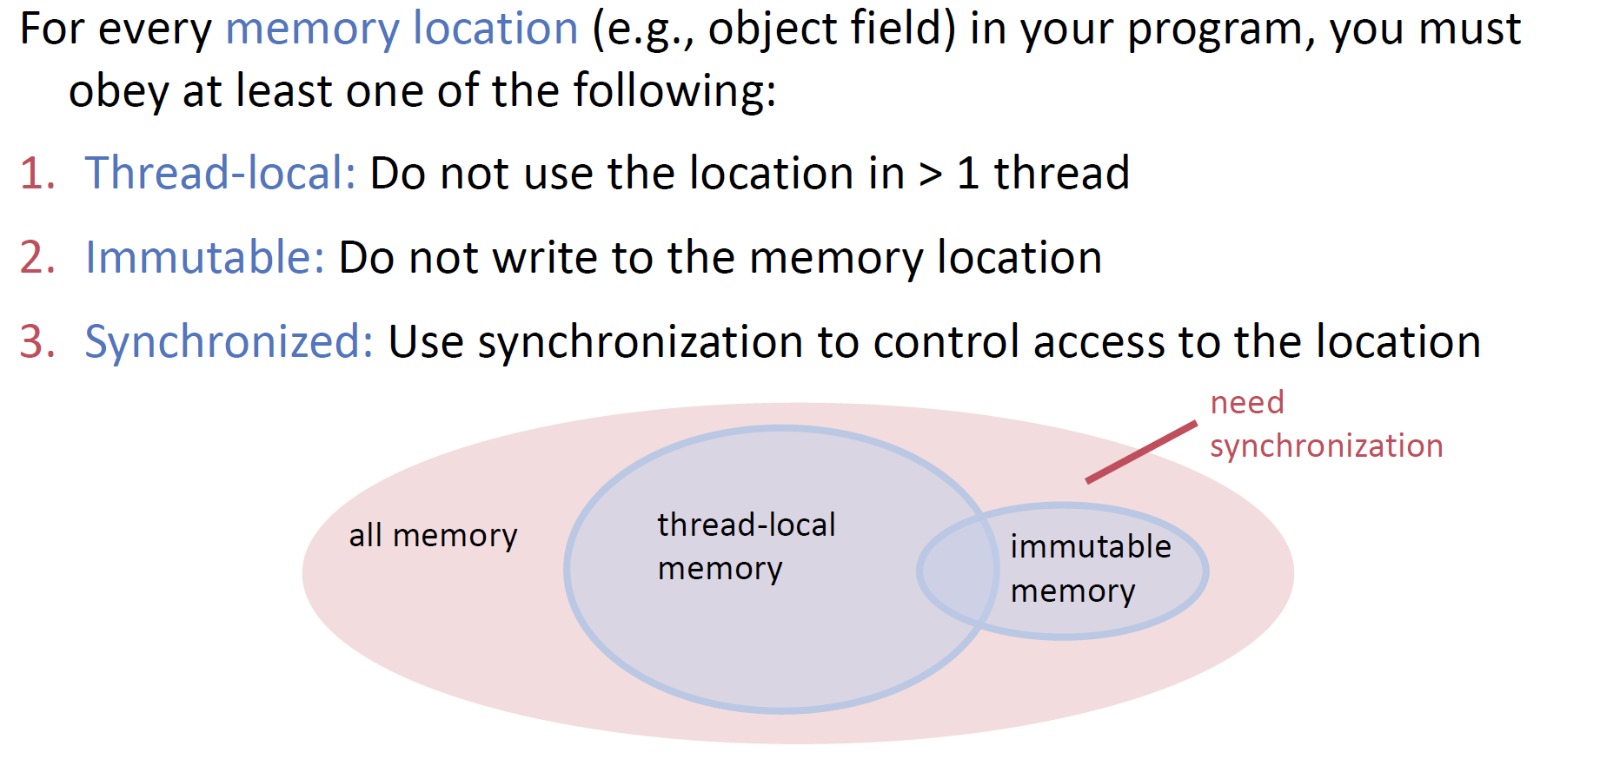 For every memory location (e.g., object field) in your program, you must
obey at least one of the following:
1. Thread-local: Do not use the location in > 1 thread
2. Immutable: Do not write to the memory location
3. Synchronized: Use synchronization to control access to the location
need
synchronization
all memory
thread-local
memory
immutable
memory